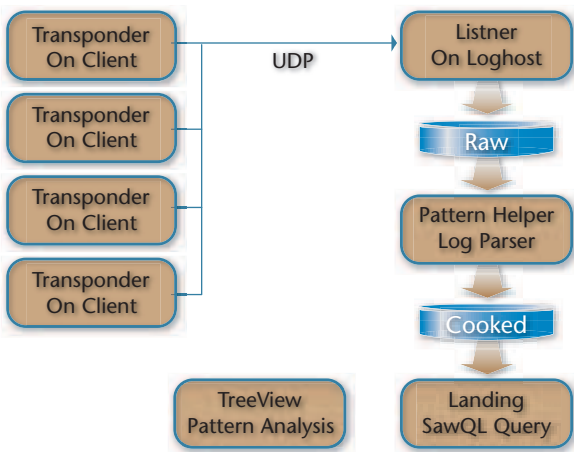 Transponder
On Client
UDP
Listner
On Loghost
Transponder
On Client
Raw
Transponder
On Client
Pattern Helper
Log Parser
Transponder
On Client
Cooked
TreeView
Pattern Analysis
Landing
SawQL Query